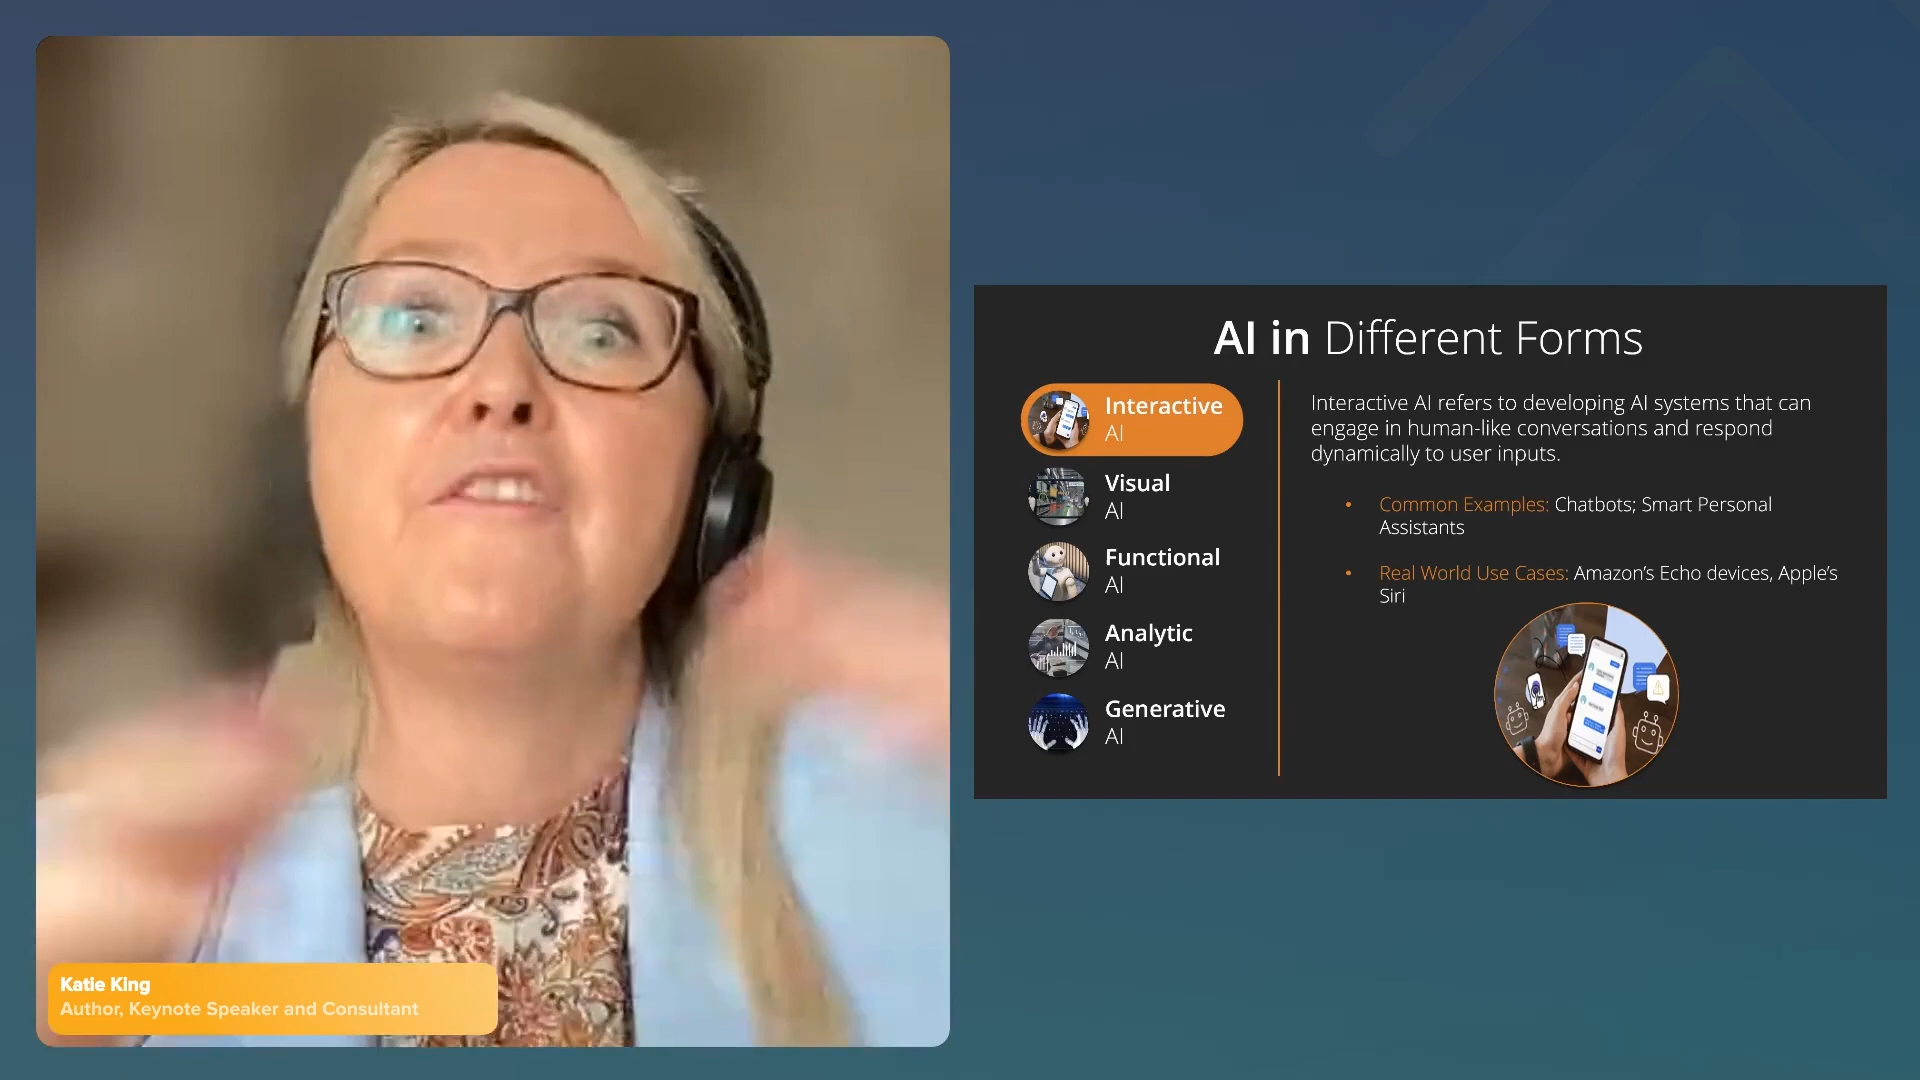 AI in Different Forms
Interactive
AI
Visual
AI
Functional
AI
Analytic
AI
Generative
AI
Interactive AI refers to developing AI systems that can
engage in human-like conversations and respond
dynamically to user inputs.
• Common Examples: Chatbots; Smart Personal
Assistants
• Real World Use Cases: Amazon’s Echo devices, Apple’s
Siri
Katie King
Author, Keynote Speaker and Consultant